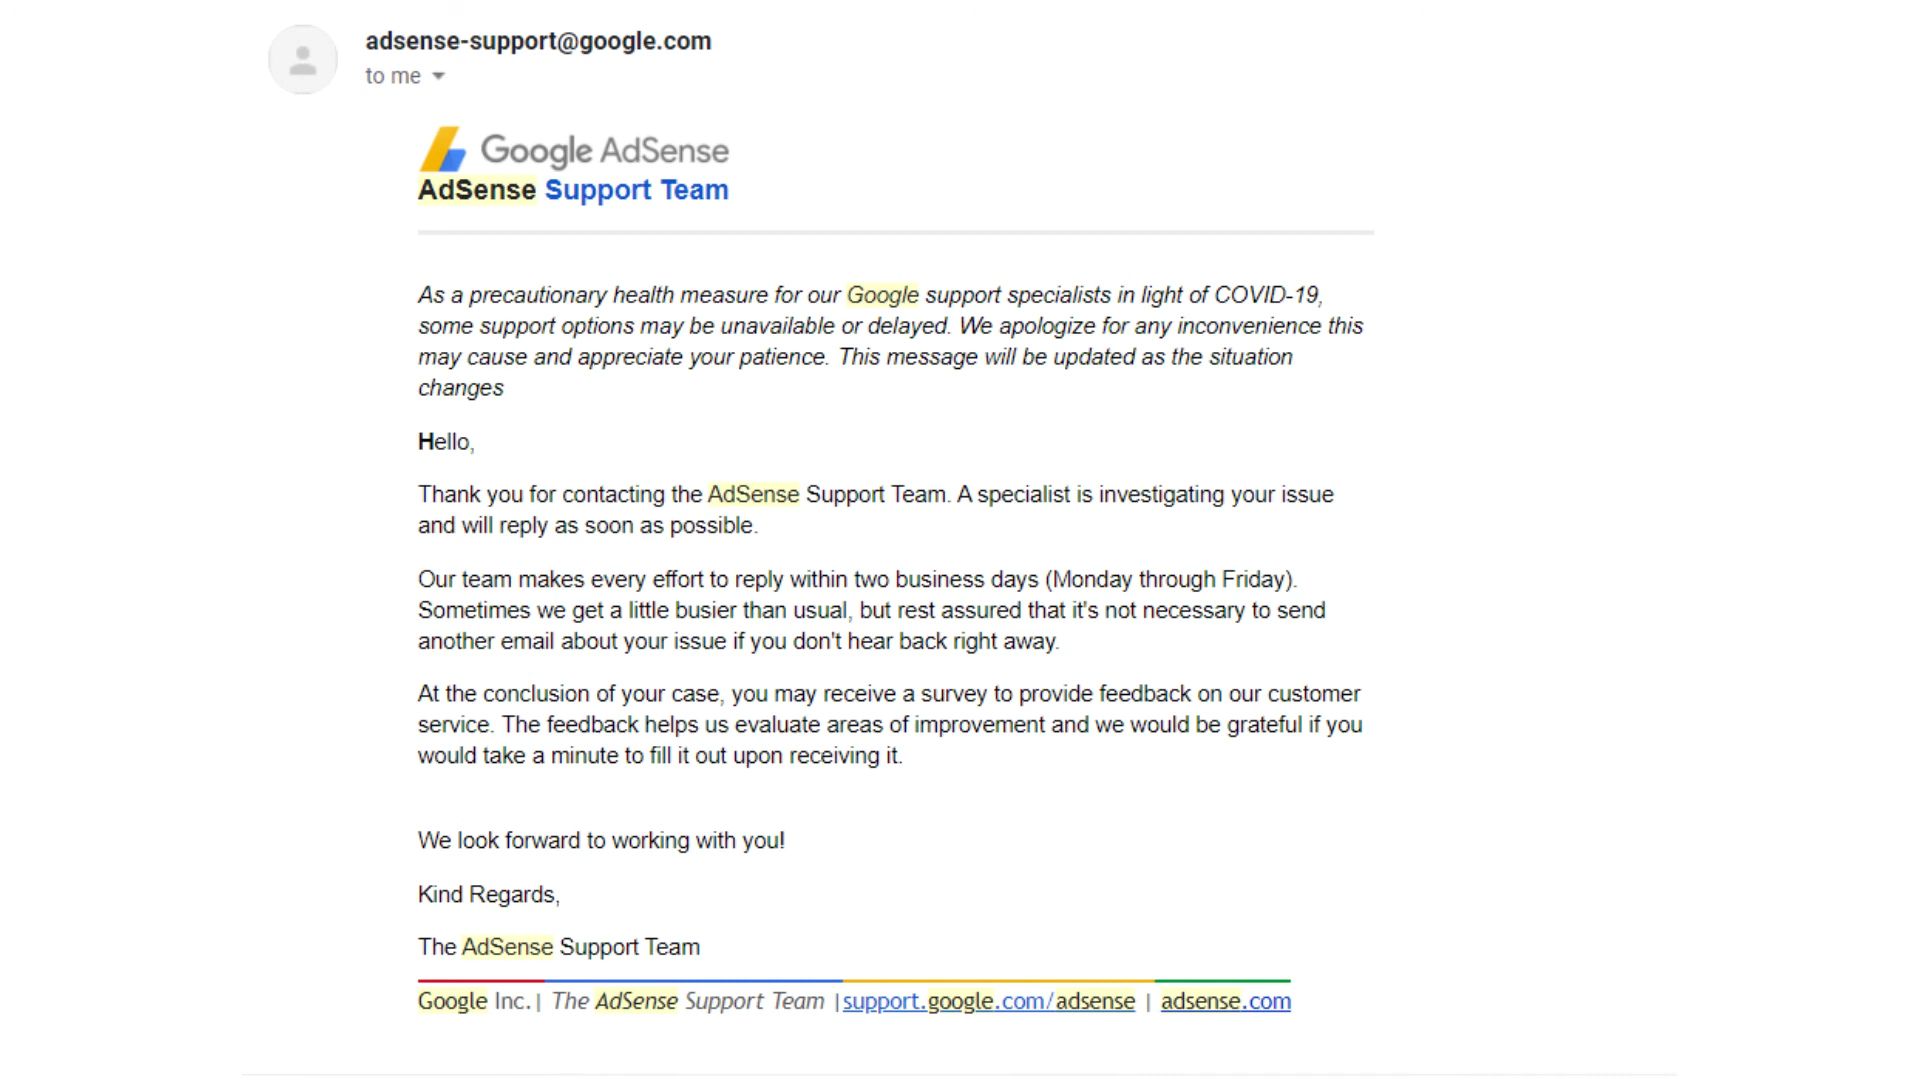 adsense-support@google.com
to me
Google AdSense
AdSense Support Team
As a precautionary health measure for our Google support specialists in light of COVID-19,
some support options may be unavailable or delayed. We apologize for any inconvenience this
may cause and appreciate your patience. This message will be updated as the situation
changes
Hello,
Thank you for contacting the AdSense Support Team. A specialist is investigating your issue
and will reply as soon as possible.
Our team makes every effort to reply within two business days (Monday through Friday).
Sometimes we get a little busier than usual, but rest assured that it's not necessary to send
another email about your issue if you don't hear back right away.
At the conclusion of your case, you may receive a survey to provide feedback on our customer
service. The feedback helps us evaluate areas of improvement and we would be grateful if you
would take a minute to fill it out upon receiving it.
We look forward to working with you!
Kind Regards,
The AdSense Support Team
Google Inc. | The AdSense Support Team | support.google.com/adsense | adsense.com